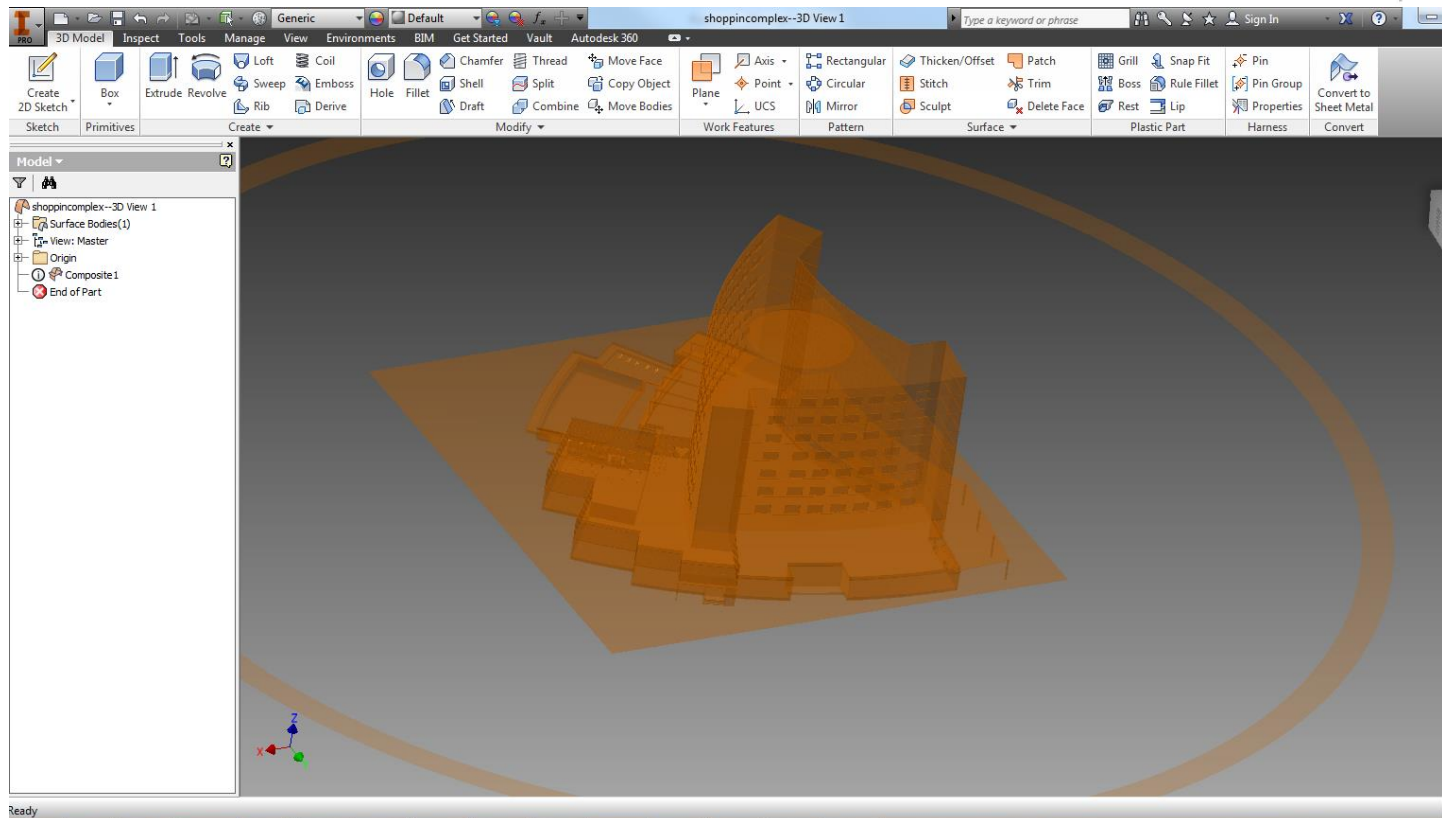 PRO
Generic
Default
shoppincomplex--3D View 1
Type a keyword or phrase
Sign In
3D Model Inspect Tools Manage View Environments BIM Get Started Vault Autodesk 360
Create 2D Sketch
Box
Extrude Revolve
Loft Coil
Sweep Emboss
Rib Derive
Hole Fillet
Chamfer Thread Move Face
Shell Split Copy Object
Draft Combine Move Bodies
Plane
Axis
Point
UCS
Rectangular
Circular
Mirror
Thicken/Offset Patch
Stitch Trim
Sculpt Delete Face
Grill Snap Fit
Boss Rule Fillet
Rest Lip
Pin
Pin Group
Properties
Convert to Sheet Metal
Sketch Primitives Create Modify Work Features Pattern Surface Plastic Part Harness Convert
Model
shoppincomplex--3D View 1
Surface Bodies(1)
View: Master
Origin
Composite1
End of Part
Z
X
Ready